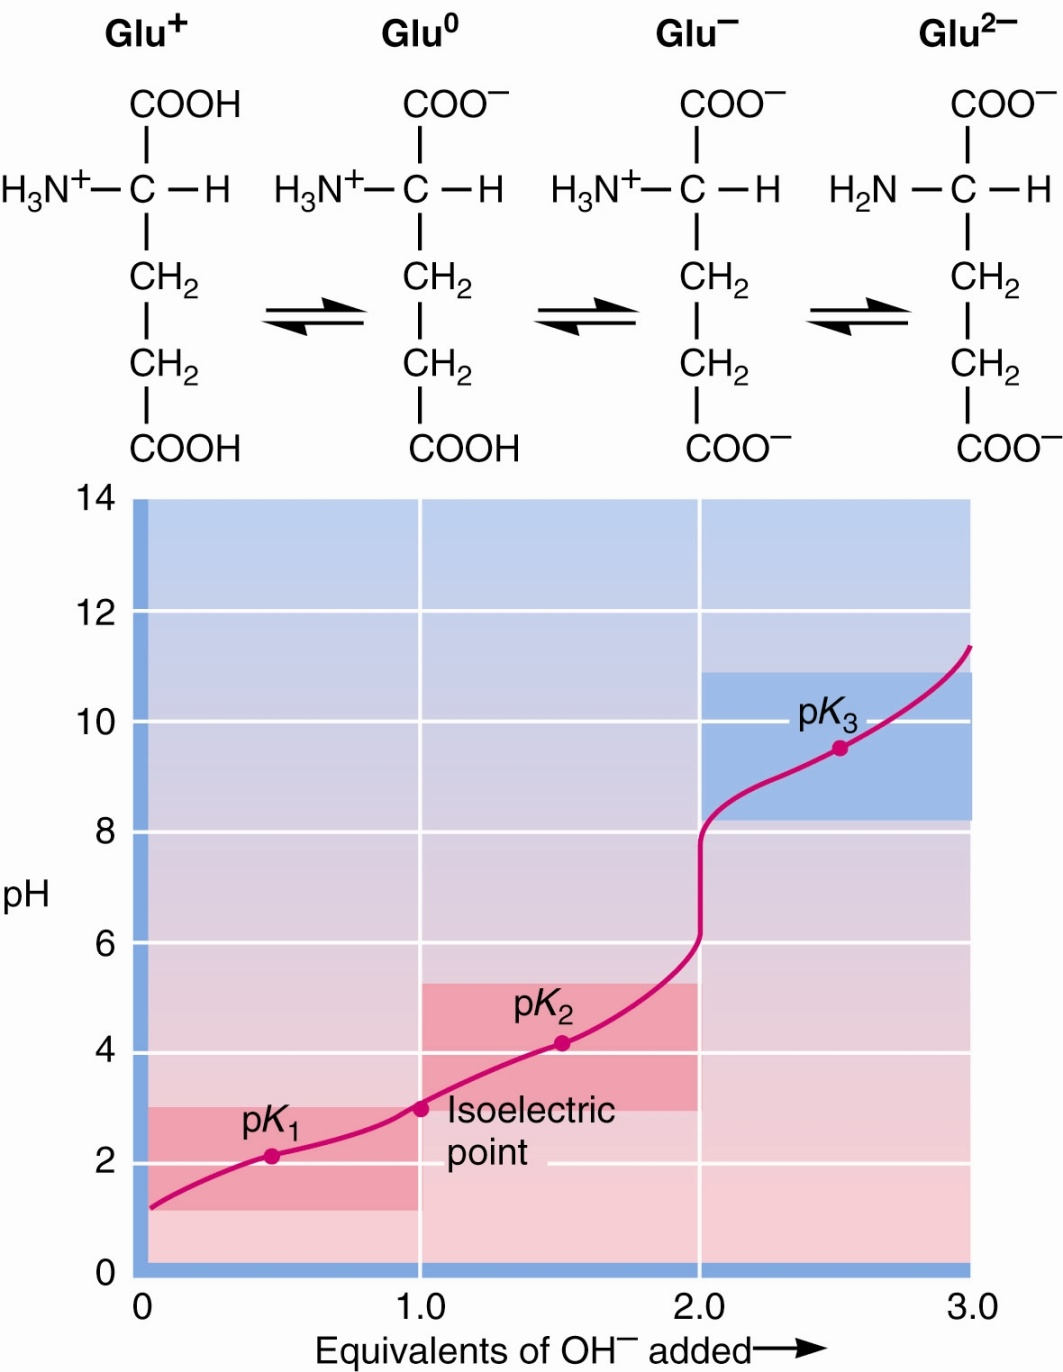 Glu⁺ Glu⁰ Glu⁻ Glu²⁻
COOH COO⁻ COO⁻ COO⁻
H₃N⁺—C—H H₃N⁺—C—H H₃N⁺—C—H H₂N—C—H
CH₂ CH₂ CH₂ CH₂
CH₂ CH₂ CH₂ CH₂
COOH COOH COO⁻ COO⁻
14
12
10
pK₃
8
pH
6
pK₂
4
pK₁
Isoelectric
point
2
0
0 1.0 2.0 3.0
Equivalents of OH⁻ added